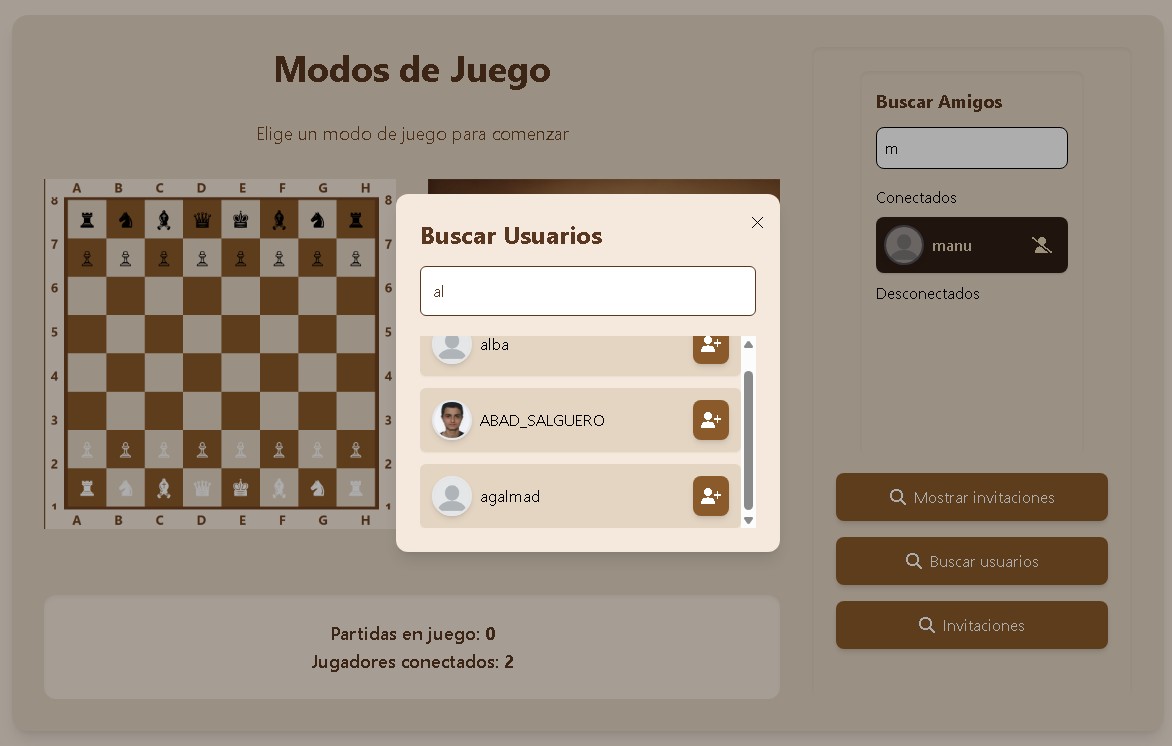 Modos de Juego
Elige un modo de juego para comenzar
A B C D E F G H
8 8
7 7
6 6
5 5
4 4
3 3
2 2
1 1
A B C D E F G H
Partidas en juego: 0
Jugadores conectados: 2
Buscar Usuarios
al
alba
ABAD_SALGUERO
agalmad
Buscar Amigos
m
Conectados
manu
Desconectados
Mostrar invitaciones
Buscar usuarios
Invitaciones